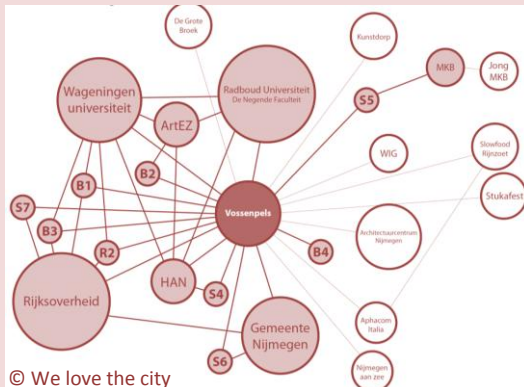 De Grote
Broek
Kunstdorp
Wageningen
universiteit
Radboud Universiteit
De Negende Faculteit
MKB
Jong
MKB
S5
ArtEZ
WIG
Slowfood
Rijnzoet
B2
B1
Stukafest
S7
Vossenpels
B3
Architectuurcentrum
Nijmegen
R2
B4
HAN
S4
Rijksoverheid
Aphacom
Italia
Gemeente
Nijmegen
S6
Nijmegen
aan zee
© We love the city